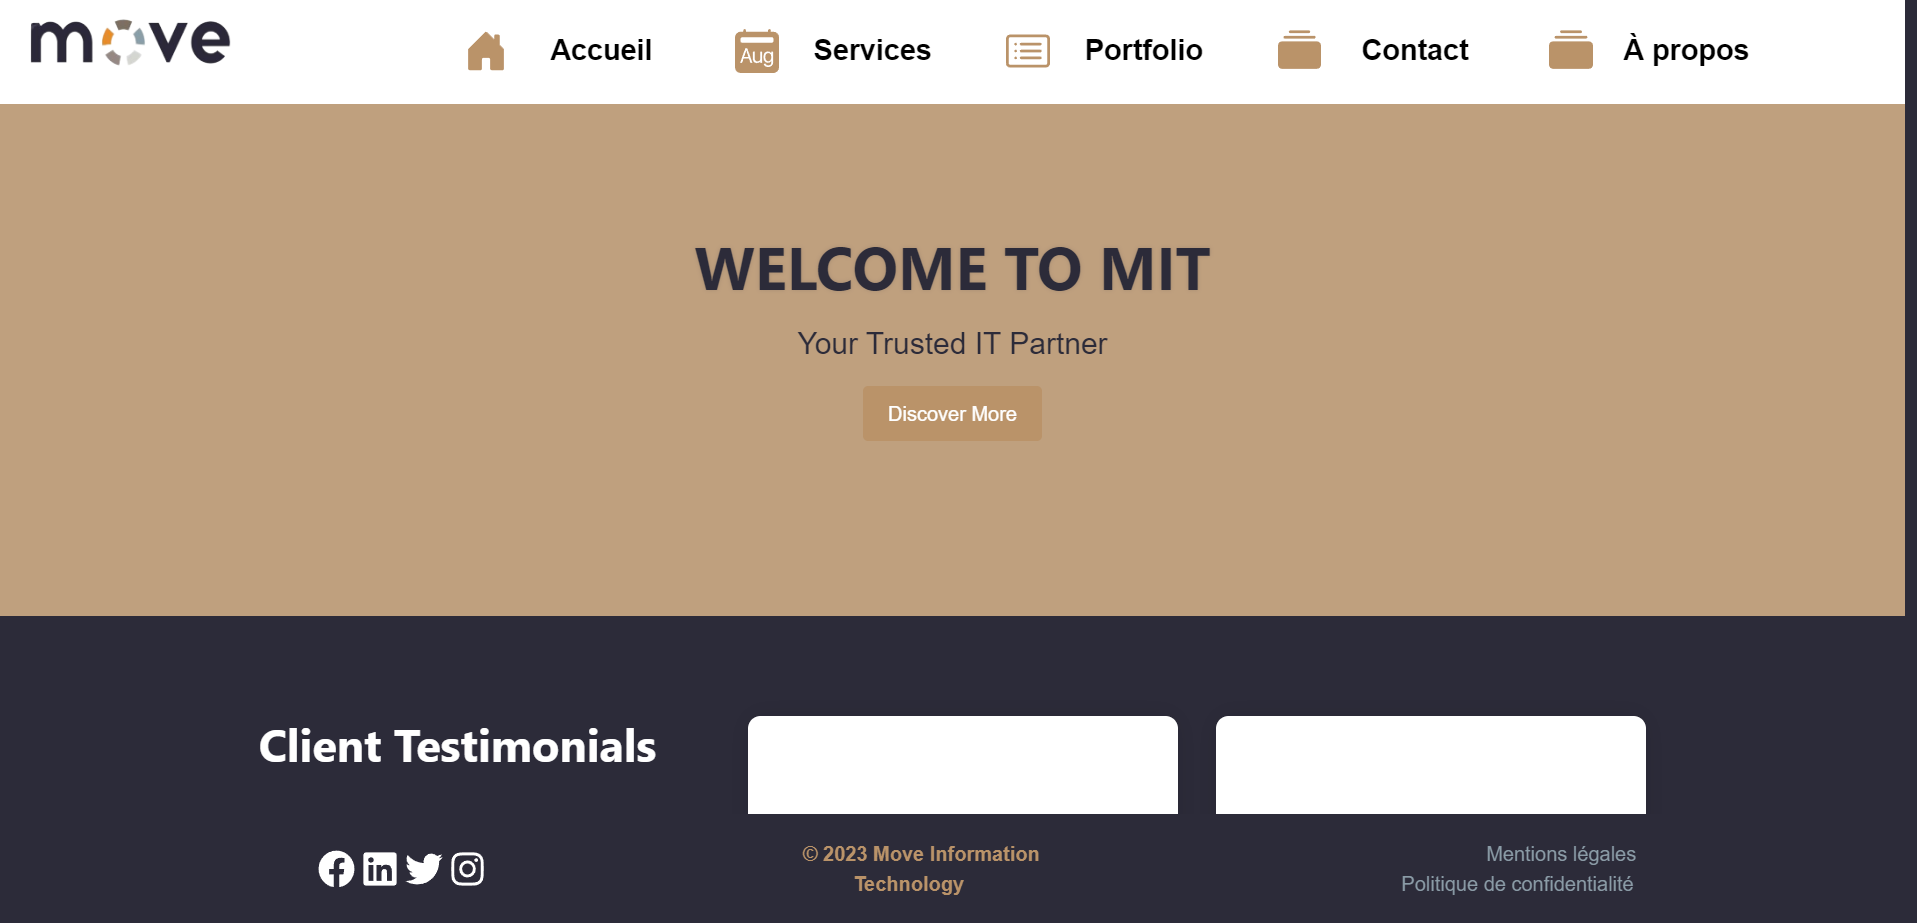 move
Accueil
Aug
Services
Portfolio
Contact
À propos
WELCOME TO MIT
Your Trusted IT Partner
Discover More
Client Testimonials
© 2023 Move Information
Technology
Mentions légales
Politique de confidentialité